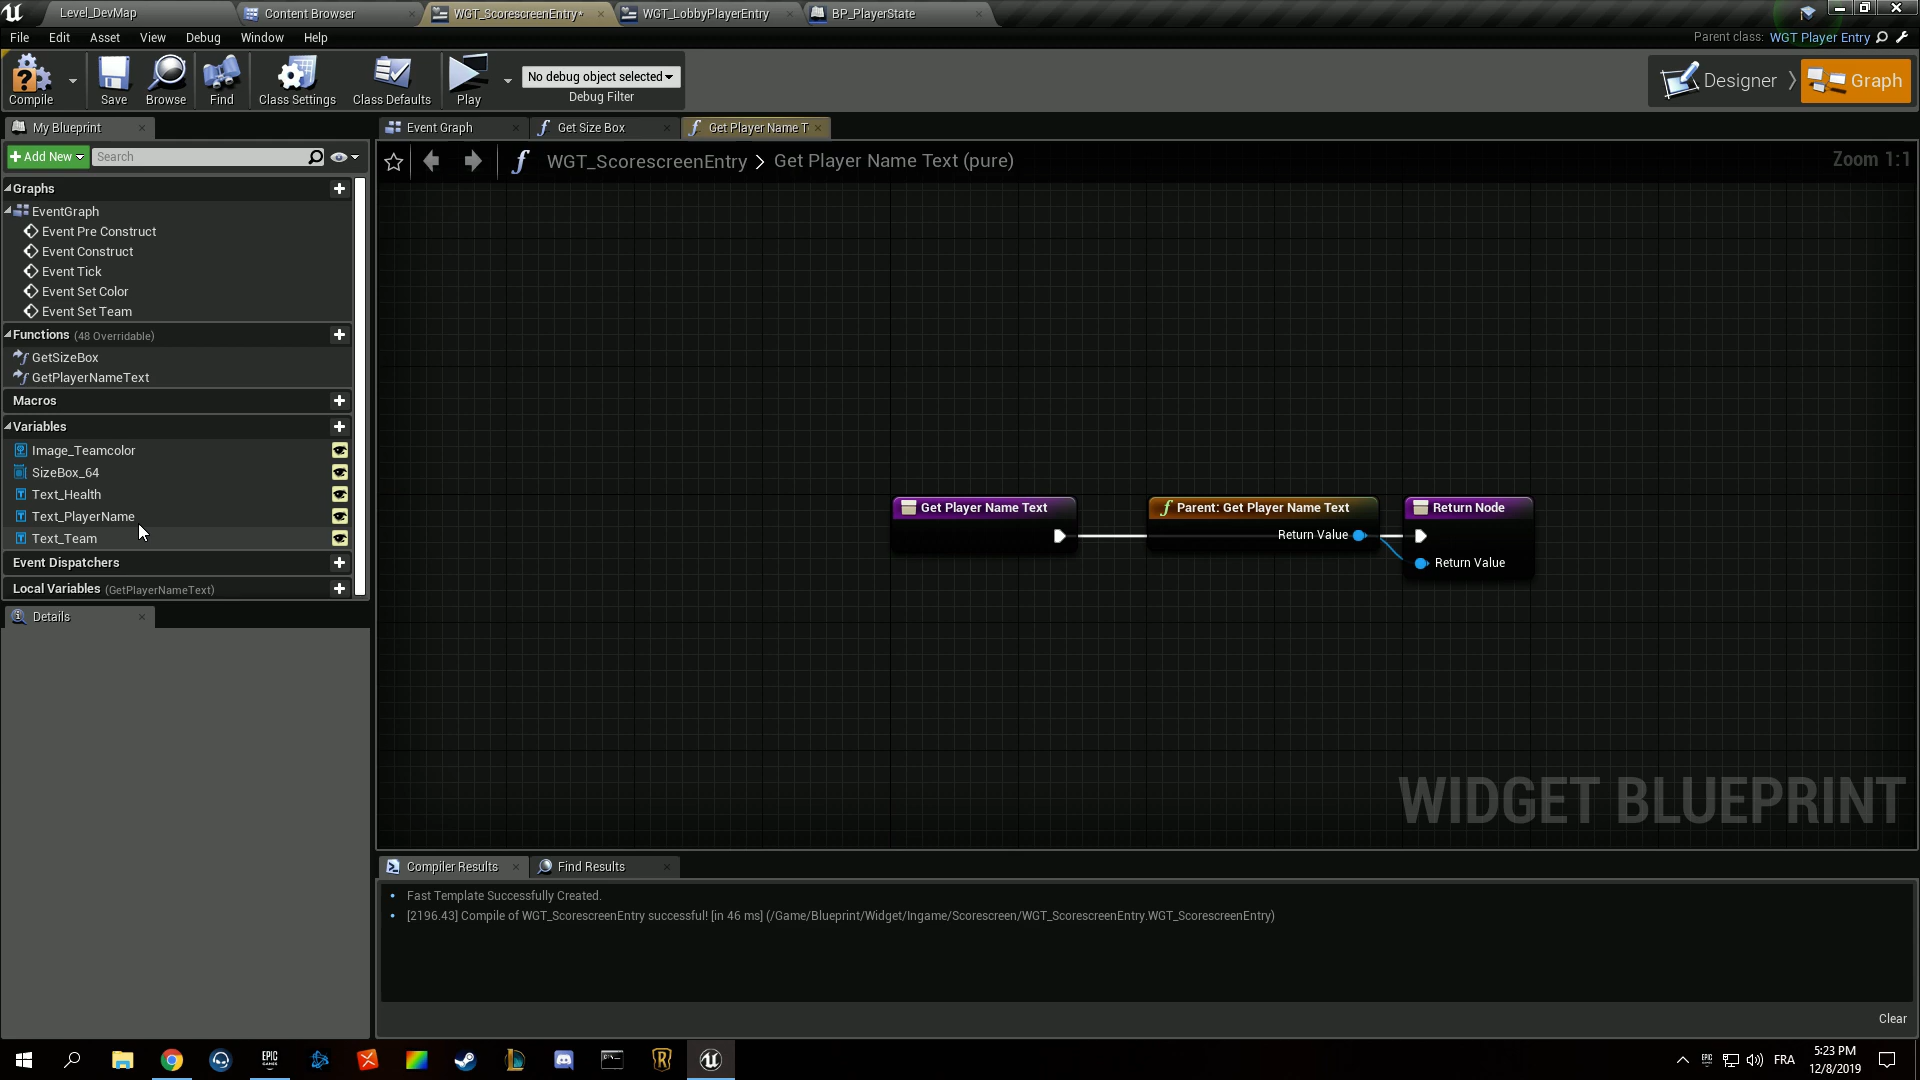 Level_DevMap
Content Browser
WGT_ScorescreenEntry*
WGT_LobbyPlayerEntry
BP_PlayerState
File Edit Asset View Debug Window Help
Parent class: WGT Player Entry
Compile
Save
Browse
Find
Class Settings
Class Defaults
Play
No debug object selected
Debug Filter
Designer
Graph
My Blueprint
Event Graph
Get Size Box
Get Player Name T
Add New
Search
WGT_ScorescreenEntry > Get Player Name Text (pure)
Zoom 1:1
Graphs
EventGraph
Event Pre Construct
Event Construct
Event Tick
Event Set Color
Event Set Team
Functions (48 Overridable)
GetSizeBox
GetPlayerNameText
Macros
Variables
Image_Teamcolor
SizeBox_64
Text_Health
Text_PlayerName
Text_Team
Event Dispatchers
Local Variables (GetPlayerNameText)
Details
Get Player Name Text
Parent: Get Player Name Text
Return Value
Return Node
Return Value
WIDGET BLUEPRINT
Compiler Results
Find Results
Fast Template Successfully Created.
[2196.43] Compile of WGT_ScorescreenEntry successful! [in 46 ms] (/Game/Blueprint/Widget/Ingame/Scorescreen/WGT_ScorescreenEntry.WGT_ScorescreenEntry)
Clear
EPIC
FRA
5:23 PM
12/8/2019